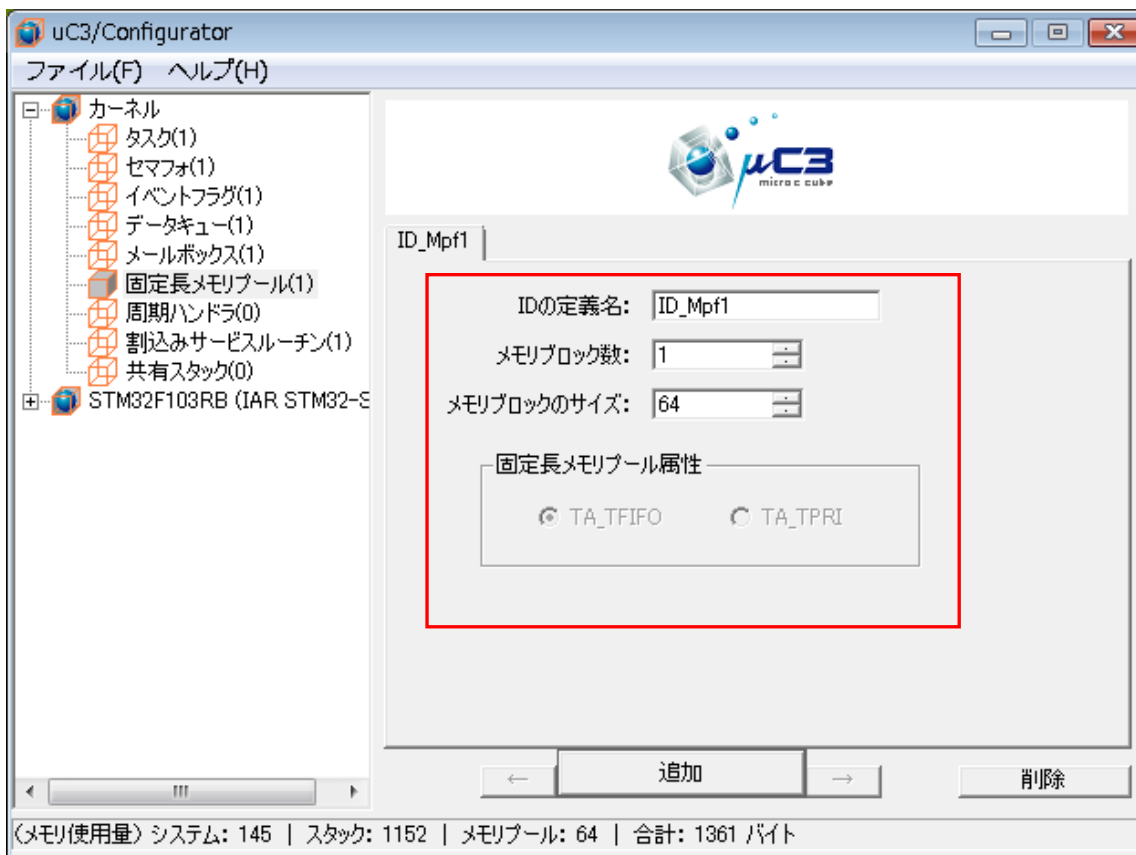 uC3/Configurator
ファイル(F) ヘルプ(H)
カーネル
タスク(1)
セマフォ(1)
イベントフラグ(1)
データキュー(1)
メールボックス(1)
固定長メモリプール(1)
周期ハンドラ(0)
割込みサービスルーチン(1)
共有スタック(0)
STM32F103RB (IAR STM32-S
μC3
micro c cube
ID_Mpf1
IDの定義名: ID_Mpf1
メモリブロック数: 1
メモリブロックのサイズ: 64
固定長メモリプール属性
TA_TFIFO TA_TPRI
← 追加 → 削除
(メモリ使用量) システム: 145 | スタック: 1152 | メモリプール: 64 | 合計: 1361 バイト